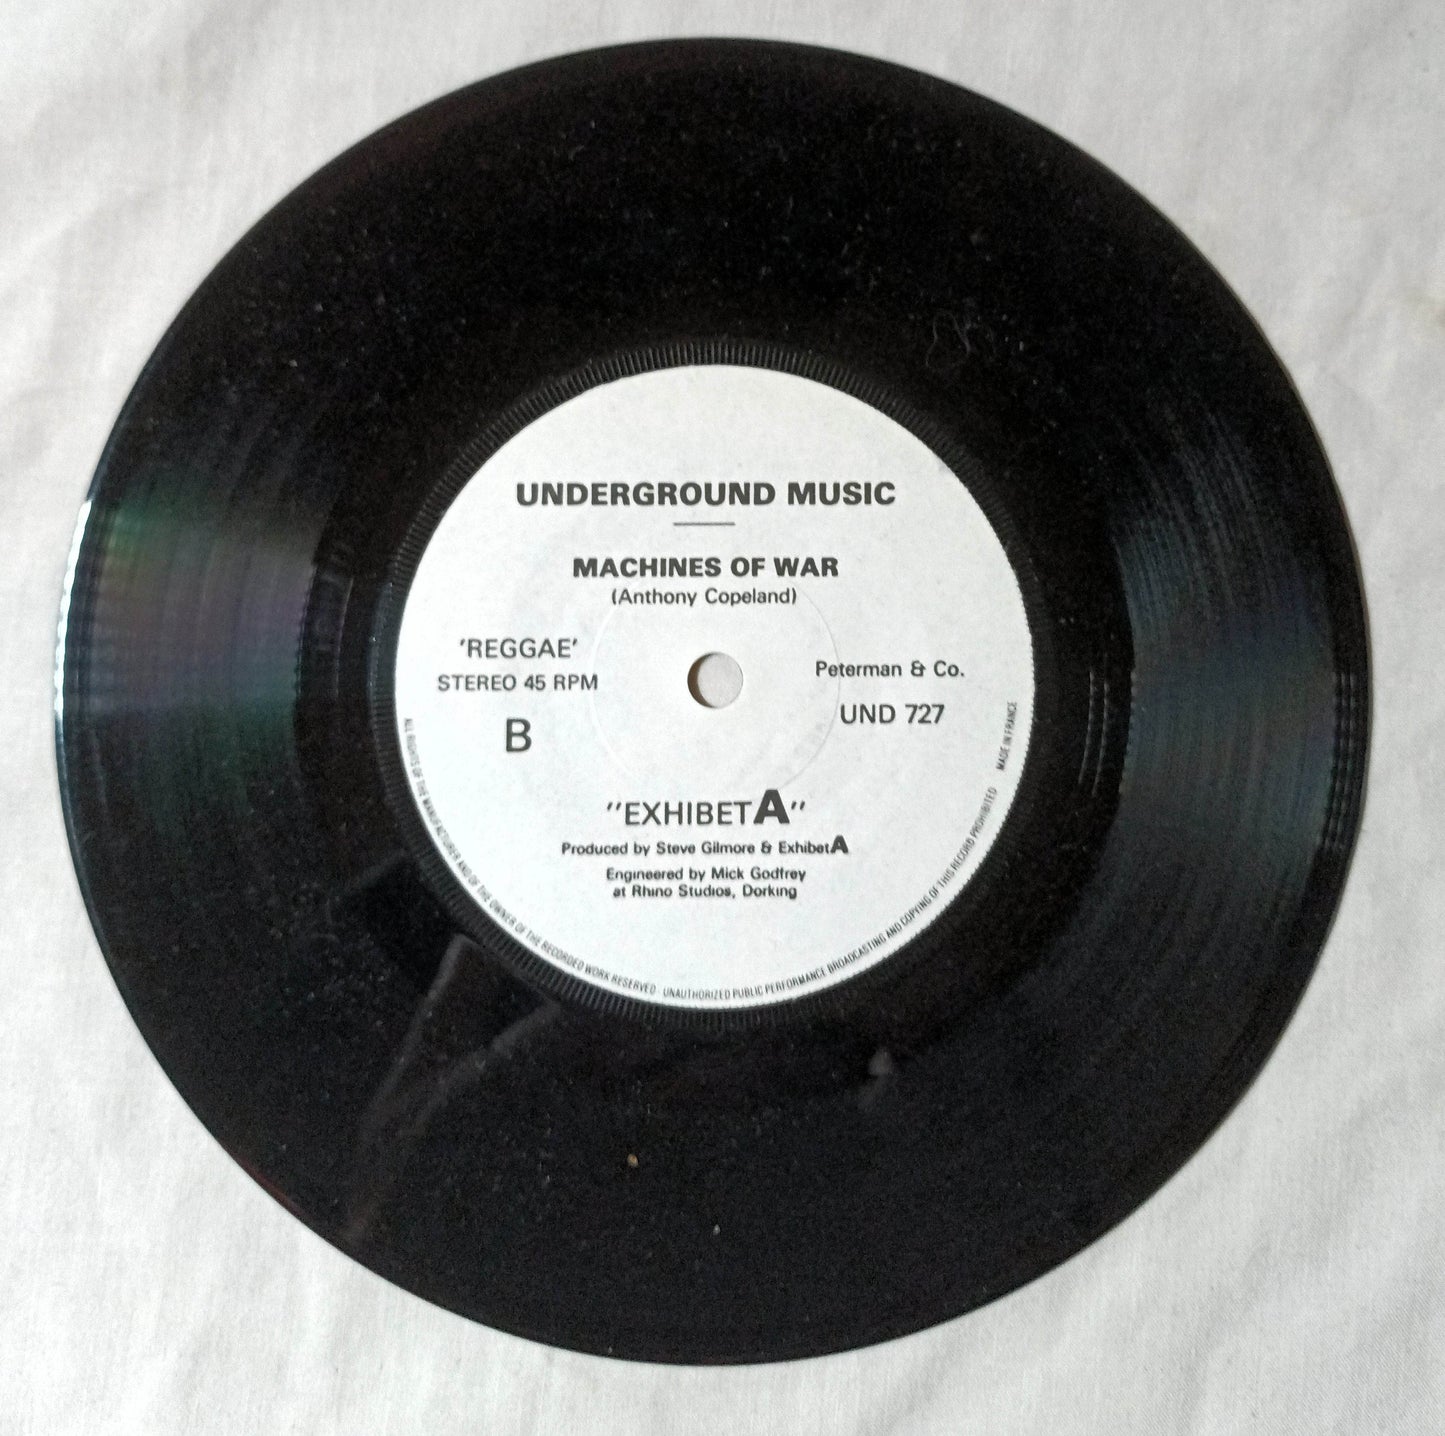 UNDERGROUND MUSIC
MACHINES OF WAR
(Anthony Copeland)
'REGGAE'
STEREO 45 RPM
B
Peterman & Co.
UND 727
"EXHIBETA"
Produced by Steve Gilmore & ExhibetA
Engineered by Mick Godfrey
at Rhino Studios, Dorking
ALL RIGHTS OF THE MANUFACTURER AND OF THE OWNER OF THE RECORDED WORK RESERVED · UNAUTHORIZED PUBLIC PERFORMANCE BROADCASTING AND COPYING OF THIS RECORD PROHIBITED MADE IN FRANCE